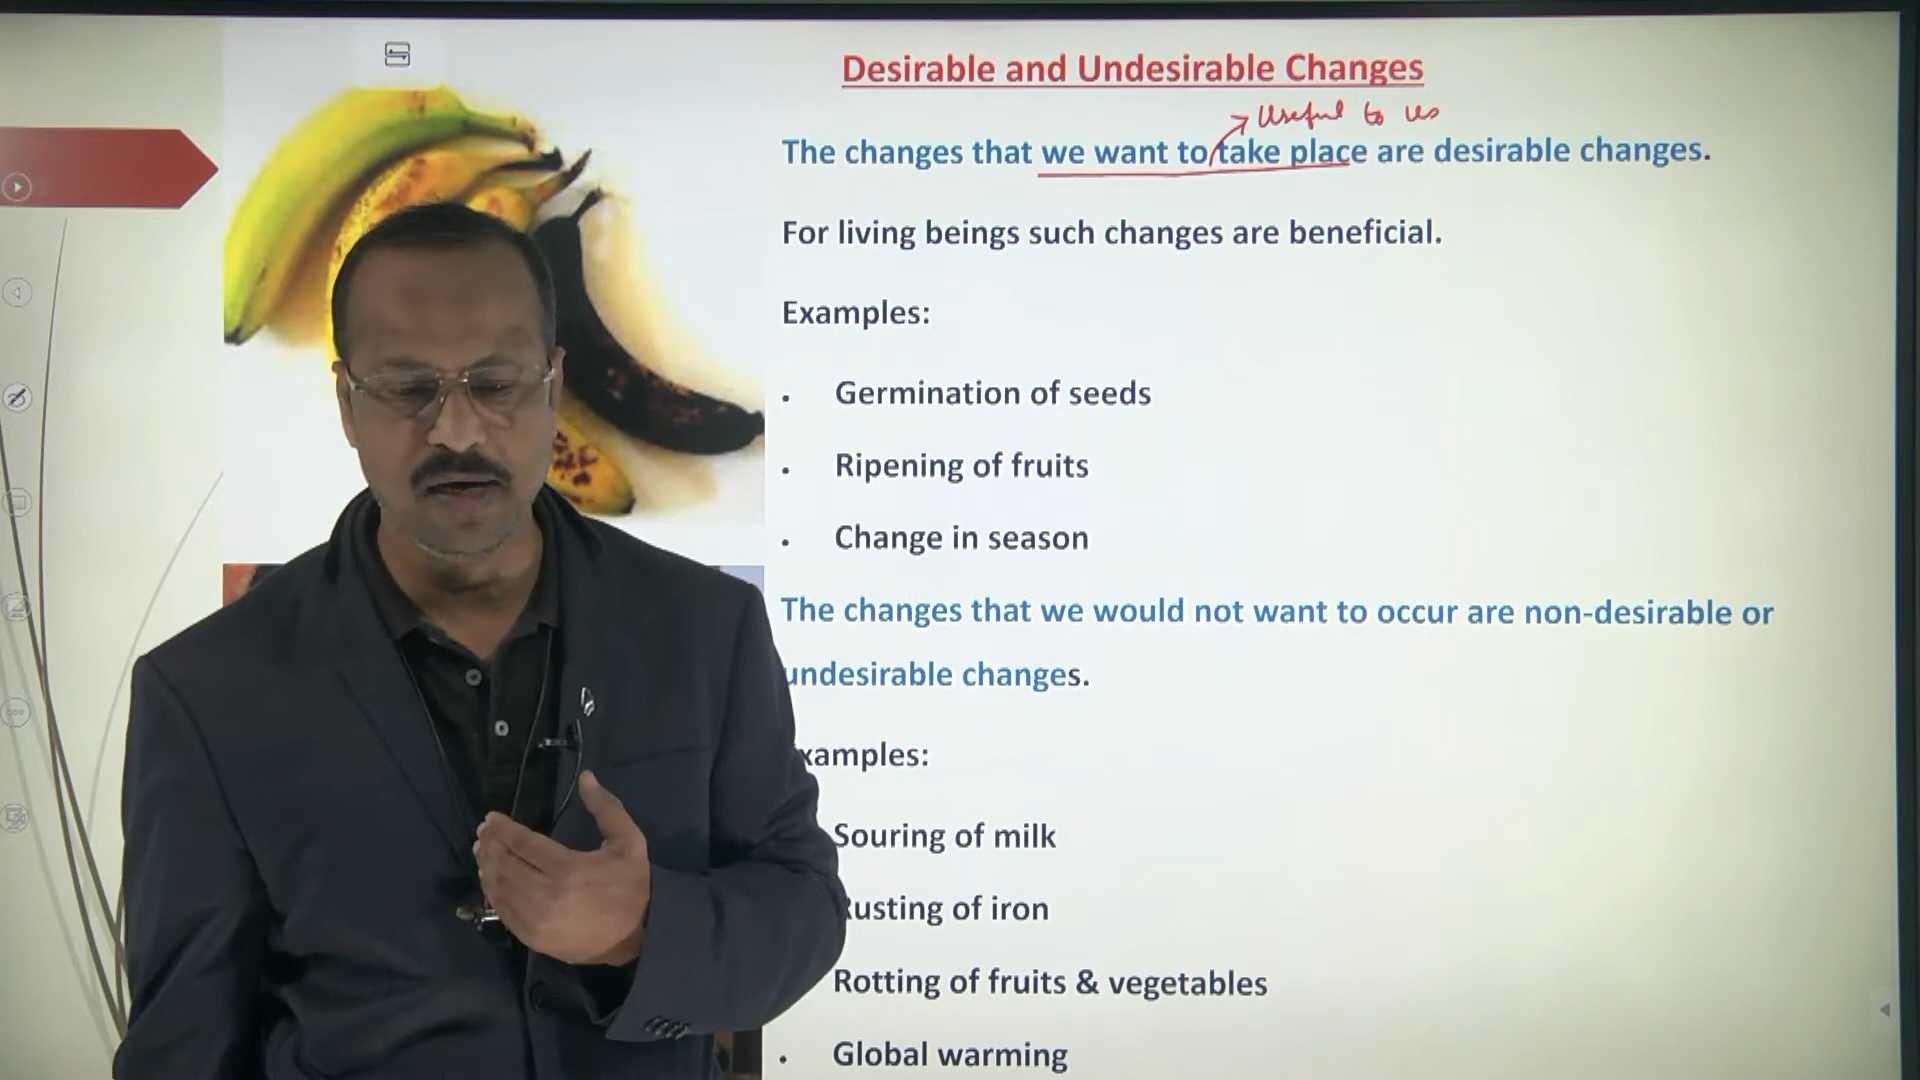 Desirable and Undesirable Changes
Useful to us
The changes that we want to take place are desirable changes.
For living beings such changes are beneficial.
Examples:
• Germination of seeds
• Ripening of fruits
• Change in season
The changes that we would not want to occur are non-desirable or
undesirable changes.
xamples:
Souring of milk
Rusting of iron
Rotting of fruits & vegetables
• Global warming